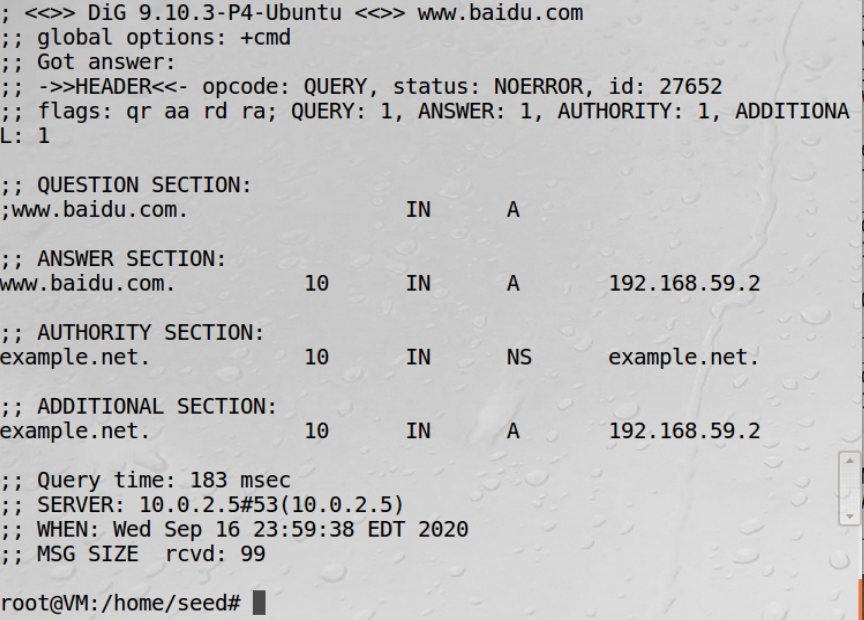 ; <<>> DiG 9.10.3-P4-Ubuntu <<>> www.baidu.com
;; global options: +cmd
;; Got answer:
;; ->>HEADER<<- opcode: QUERY, status: NOERROR, id: 27652
;; flags: qr aa rd ra; QUERY: 1, ANSWER: 1, AUTHORITY: 1, ADDITIONA
L: 1
;; QUESTION SECTION:
;www.baidu.com. IN A
;; ANSWER SECTION:
www.baidu.com. 10 IN A 192.168.59.2
;; AUTHORITY SECTION:
example.net. 10 IN NS example.net.
;; ADDITIONAL SECTION:
example.net. 10 IN A 192.168.59.2
;; Query time: 183 msec
;; SERVER: 10.0.2.5#53(10.0.2.5)
;; WHEN: Wed Sep 16 23:59:38 EDT 2020
;; MSG SIZE rcvd: 99
root@VM:/home/seed#